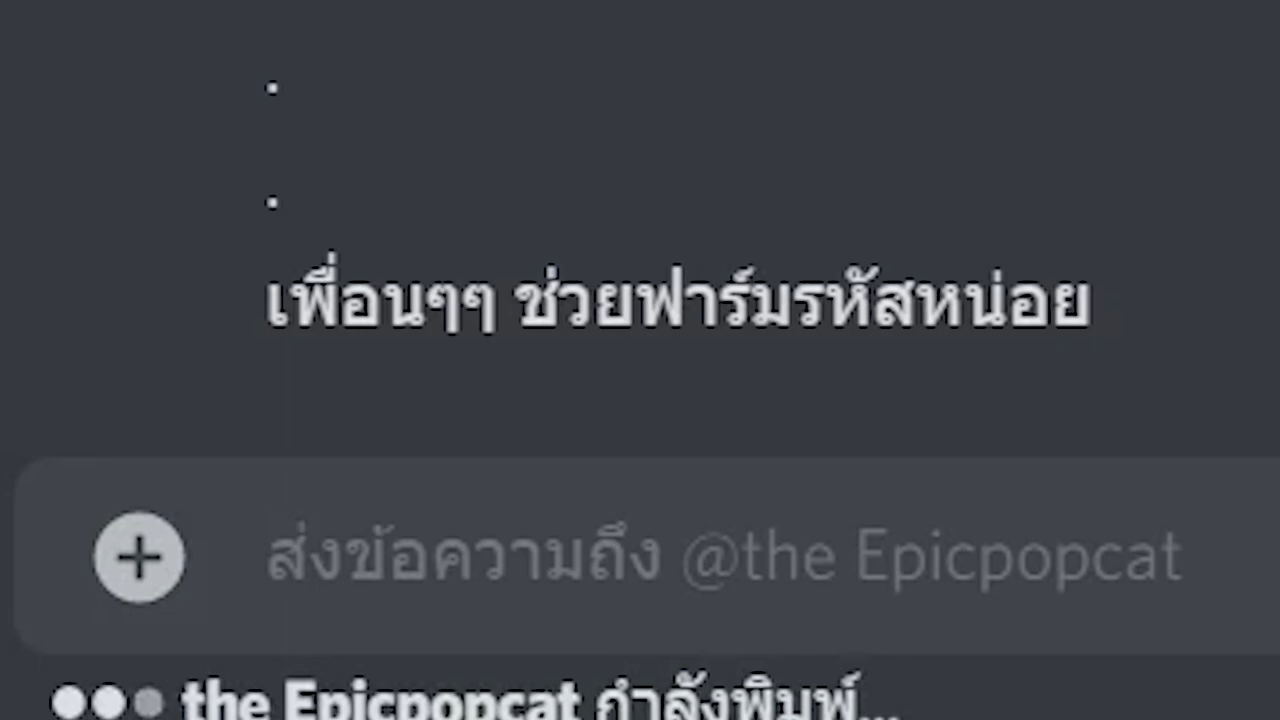 .
.
เพื่อนๆๆ ช่วยฟาร์มรหัสหน่อย
ส่งข้อความถึง @the Epicpopcat
the Epicpopcat กำลังพิมพ์...